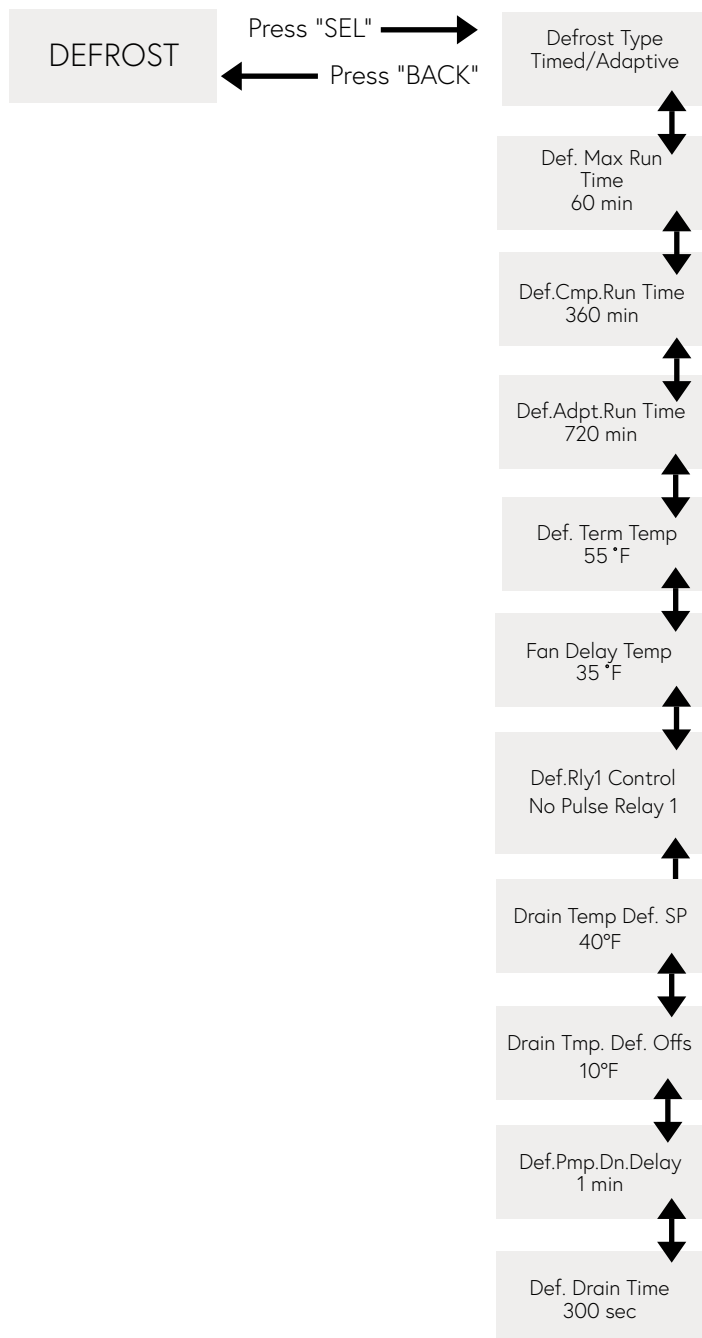 DEFROST
Press "SEL"
Press "BACK"
Defrost Type
Timed/Adaptive
Def. Max Run
Time
60 min
Def.Cmp.Run Time
360 min
Def.Adpt.Run Time
720 min
Def. Term Temp
55˚F
Fan Delay Temp
35˚F
Def.Rly1 Control
No Pulse Relay 1
Drain Temp Def. SP
40°F
Drain Tmp. Def. Offs
10°F
Def.Pmp.Dn.Delay
1 min
Def. Drain Time
300 sec